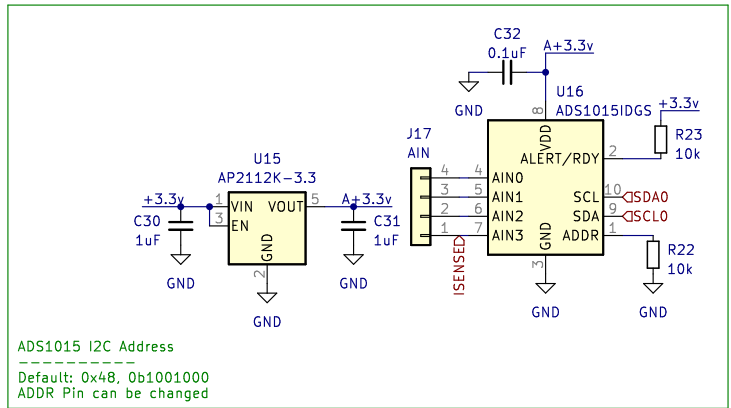 C32
0.1uF
A+3.3v
GND
U16
ADS1015IDGS
+3.3v
8
VDD
ALERT/RDY
2
R23
10k
J17
AIN
4
4
AIN0
3
5
AIN1
2
6
AIN2
1
7
AIN3
SCL
10
SDA0
SDA
9
SCL0
ADDR
1
GND
3
ISENSE
R22
10k
GND
GND
U15
AP2112K-3.3
+3.3v
1
VIN
VOUT
5
A+3.3v
3
EN
GND
2
C30
1uF
C31
1uF
GND
GND
GND
ADS1015 I2C Address
-----------
Default: 0x48, 0b1001000
ADDR Pin can be changed